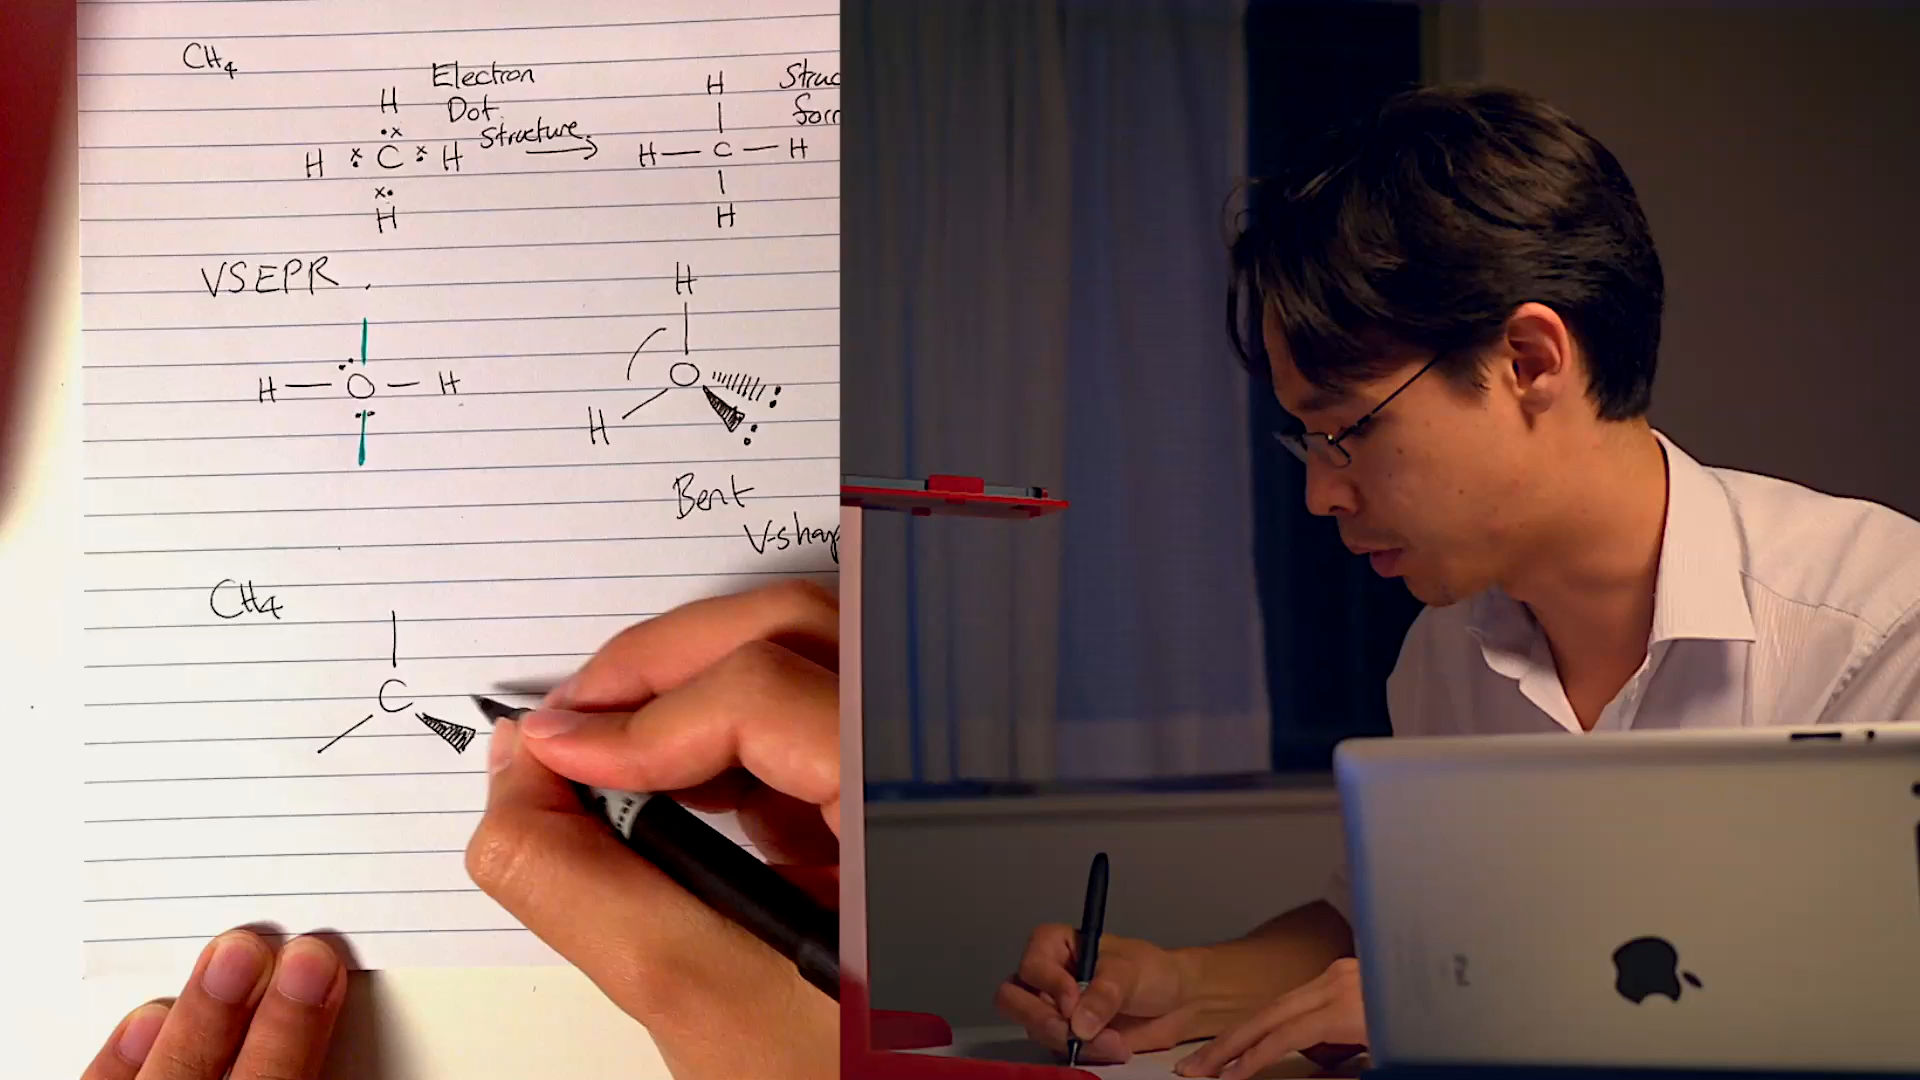 CH4
Electron
Dot
Structure
H
H C H
H
H
H — C — H
H
VSEPR
H — O — H
H
O
H
Bent
CH4
C